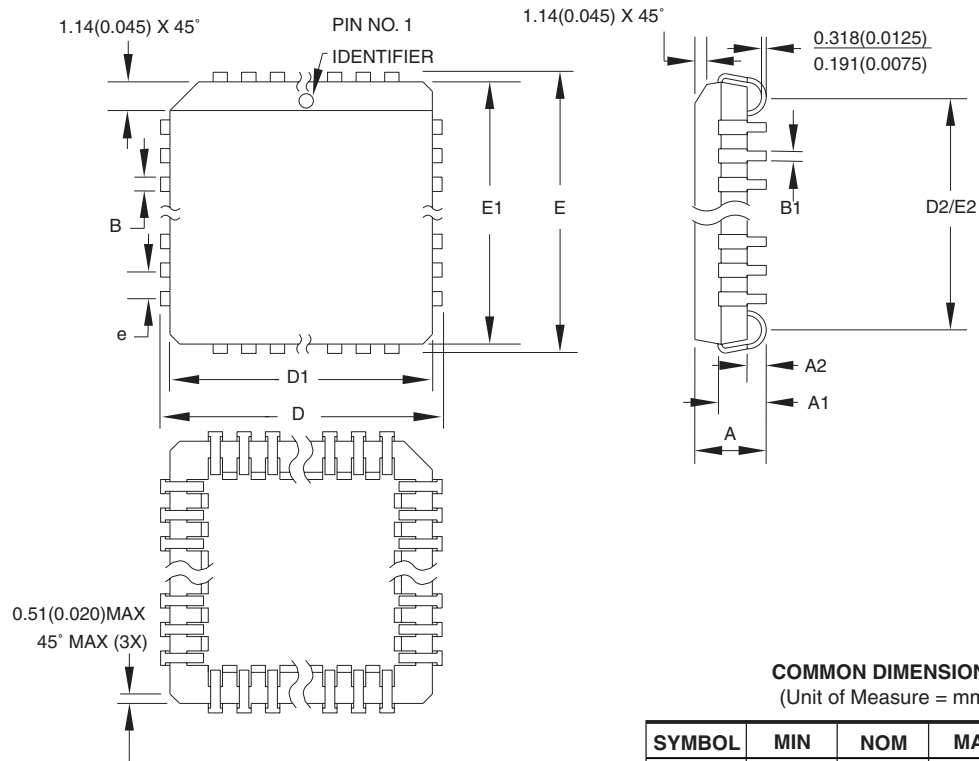 1.14(0.045) X 45˚
PIN NO. 1
IDENTIFIER
1.14(0.045) X 45˚
0.318(0.0125)
0.191(0.0075)
B
e
E1
E
B1
D2/E2
D1
D
A2
A1
A
0.51(0.020)MAX
45˚ MAX (3X)
COMMON DIMENSION
(Unit of Measure = mm
SYMBOL MIN NOM MA